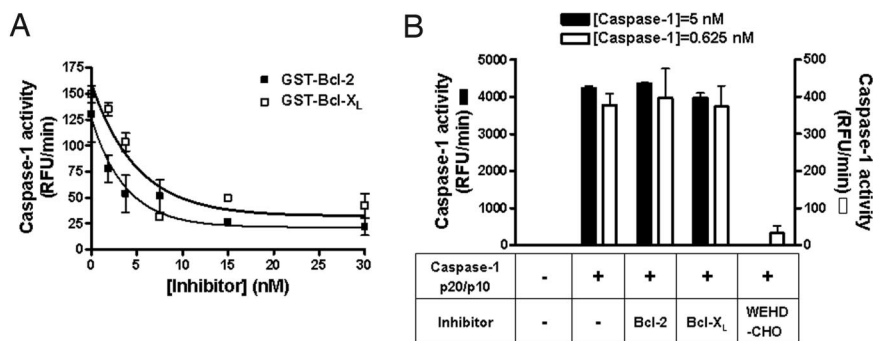 A
Caspase-1 activity
(RFU/min)
175
150
125
100
75
50
25
0
0 5 10 15 20 25 30
[Inhibitor] (nM)
GST-Bcl-2
GST-Bcl-XL
B
[Caspase-1]=5 nM
[Caspase-1]=0.625 nM
Caspase-1 activity
(RFU/min)
5000
4000
3000
2000
1000
0
500
400
300
200
100
0
Caspase-1 activity
(RFU/min)
Caspase-1
p20/p10
- + + + +
Inhibitor
- - Bcl-2 Bcl-XL WEHD
-CHO